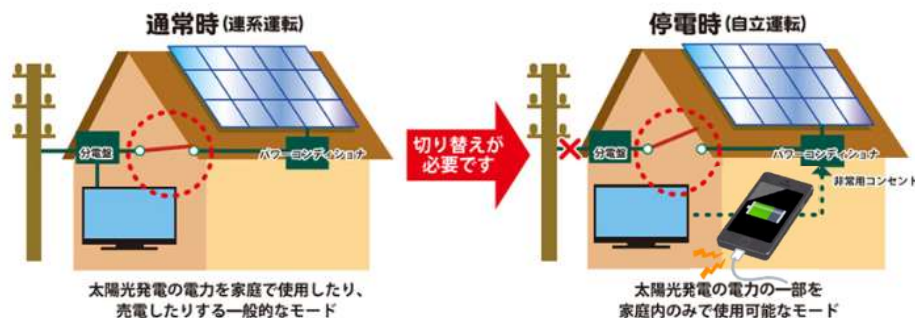 通常時(連系運転)
分電盤
パワーコンディショナ
太陽光発電の電力を家庭で使用したり、
売電したりする一般的なモード
切り替えが
必要です
停電時(自立運転)
分電盤
パワーコンディショナ
非常用コンセント
太陽光発電の電力の一部を
家庭内のみで使用可能なモード